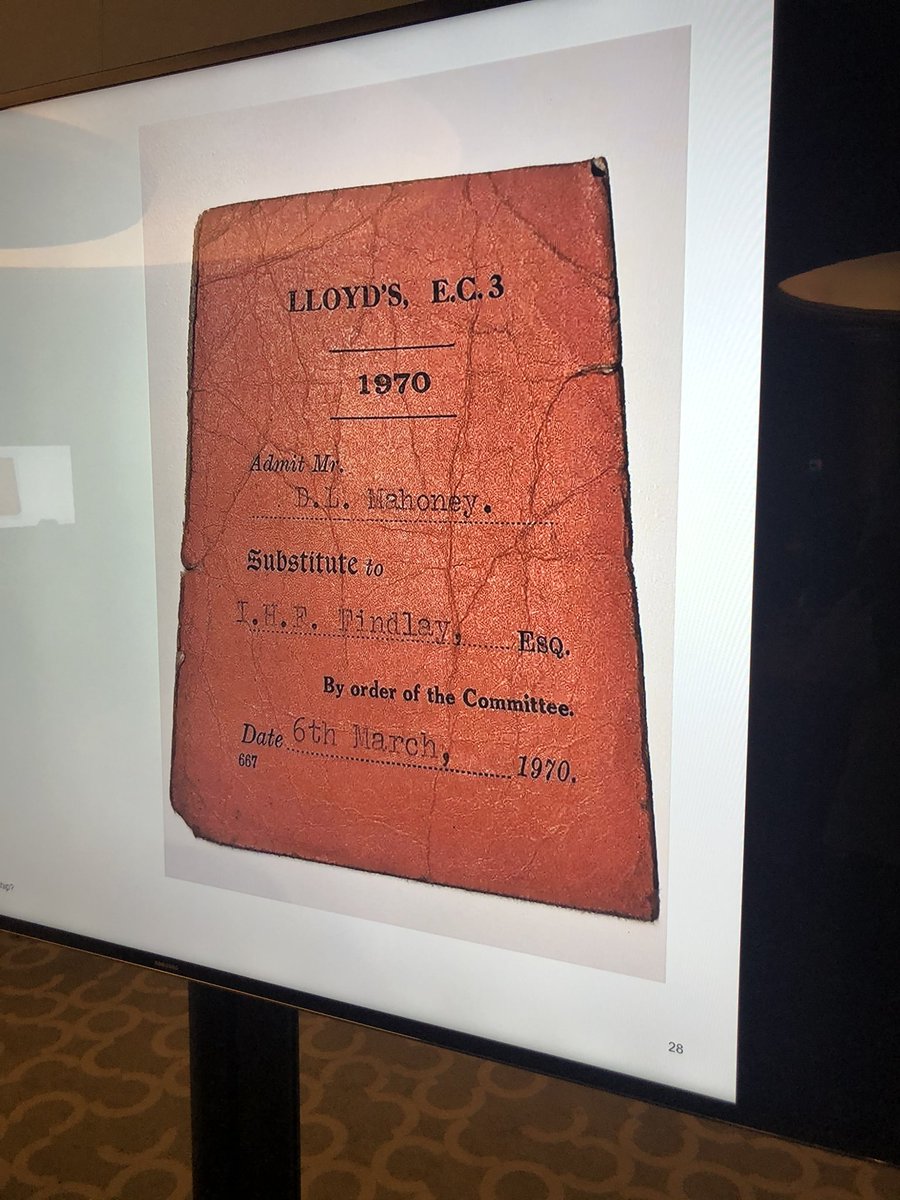 LLOYD'S, E.C.3
1970
Admit Mr.
D.L. Mahoney.
Substitute to
I.H.F. Findlay, Esq.
By order of the Committee.
Date 6th March, 1970.
667
28
SAMSUNG